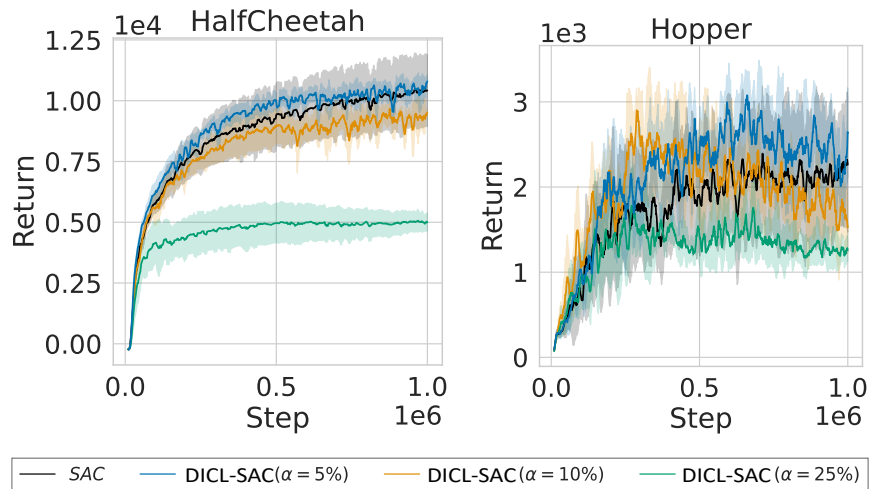 HalfCheetah
1e4
1.25
1.00
0.75
0.50
0.25
0.00
Return
0.0 0.5 1.0
Step 1e6
Hopper
1e3
3
2
1
0
Return
0.0 0.5 1.0
Step 1e6
SAC DICL-SAC(α = 5%) DICL-SAC(α = 10%) DICL-SAC(α = 25%)